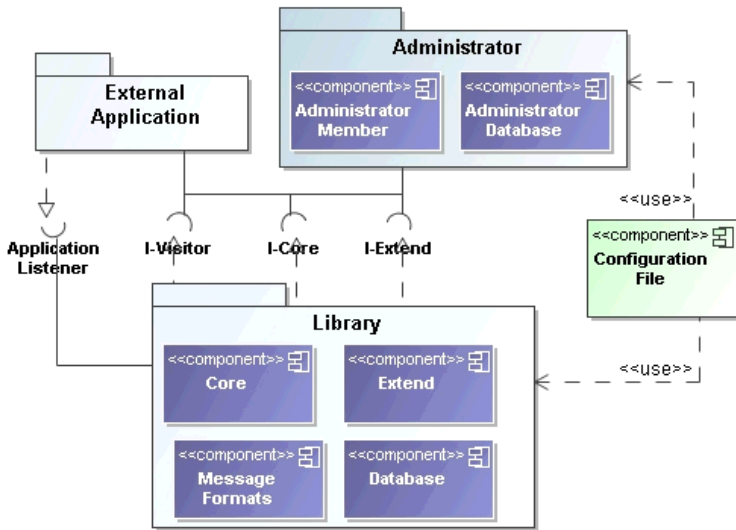 Administrator
External
Application
<<component>>
Administrator
Member
<<component>>
Administrator
Database
<<use>>
Application
Listener
I-Visitor
I-Core
I-Extend
<<component>>
Configuration
File
Library
<<component>>
Core
<<component>>
Extend
<<use>>
<<component>>
Message
Formats
<<component>>
Database